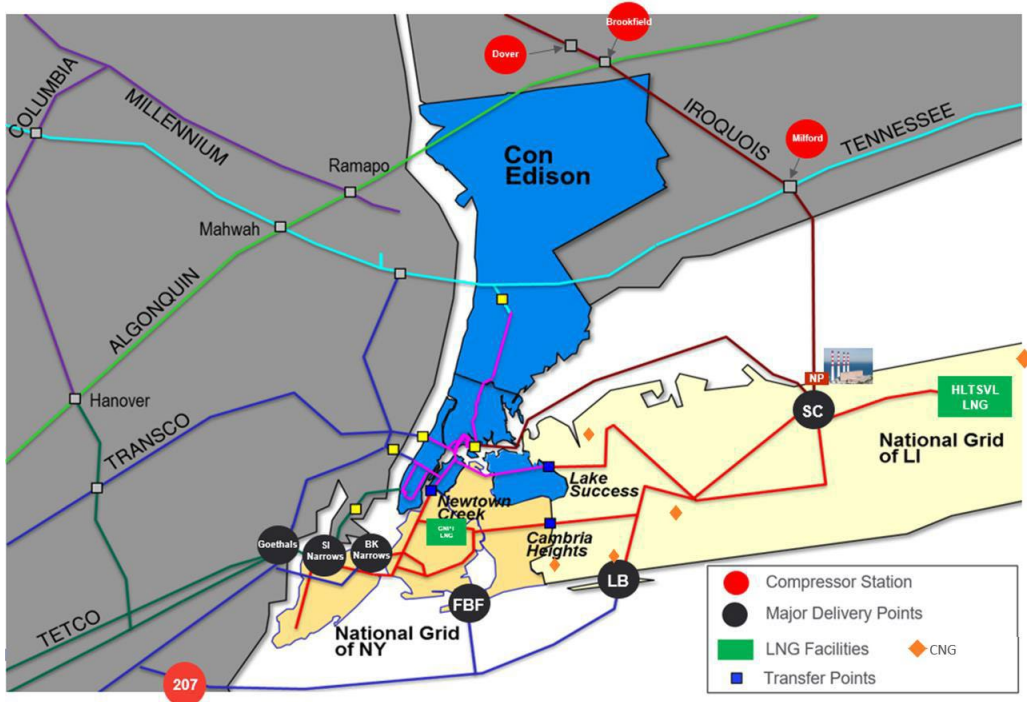 Brookfield
Dover
COLUMBIA
MILLENNIUM
IROQUOIS
Milford
TENNESSEE
Con
Edison
Ramapo
Mahwah
ALGONQUIN
Hanover
TRANSCO
NP
SC
HLTSVL
LNG
National Grid
of LI
Lake
Success
Newtown
Creek
LNG
Cambria
Heights
Goethals
SI
Narrows
BK
Narrows
FBF
LB
TETCO
National Grid
of NY
207
Compressor Station
Major Delivery Points
LNG Facilities
CNG
Transfer Points